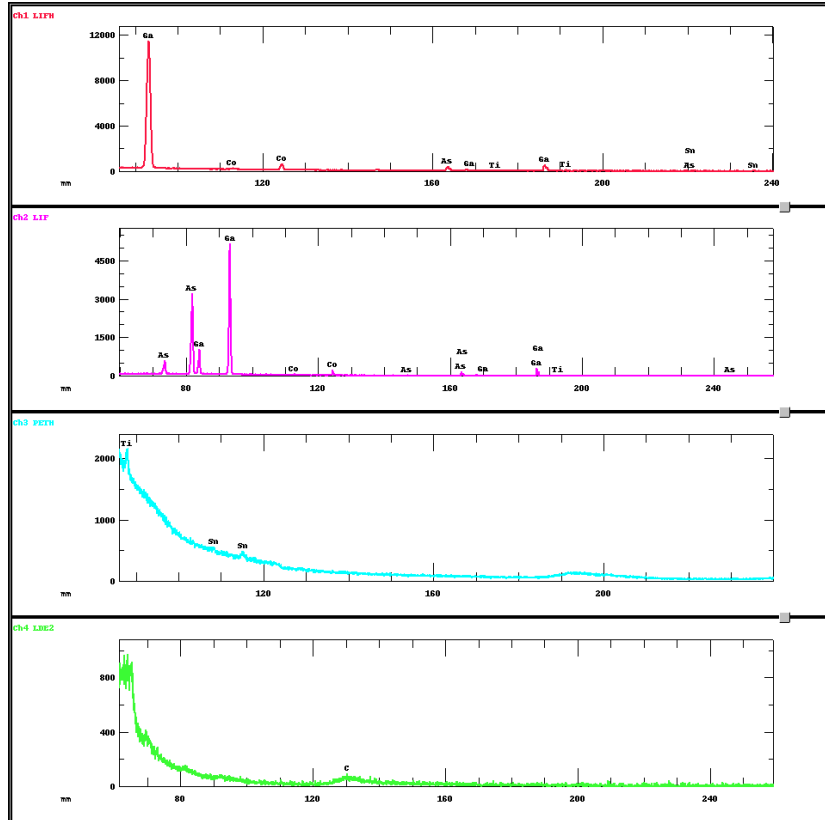 Ch1 LIFH
12000
8000
4000
0
Ga
Co
Co
As
Ga
Ti
Ga
Ti
Sn
As
Sn
mm
120
160
200
240
Ch2 LIF
4500
3000
1500
0
As
As
Ga
Ga
Co
Co
As
As
As
Ga
Ga
Ga
Ti
As
mm
80
120
160
200
240
Ch3 PETH
2000
1000
0
Ti
Sn
Sn
mm
120
160
200
Ch4 LDE2
800
400
0
C
mm
80
120
160
200
240